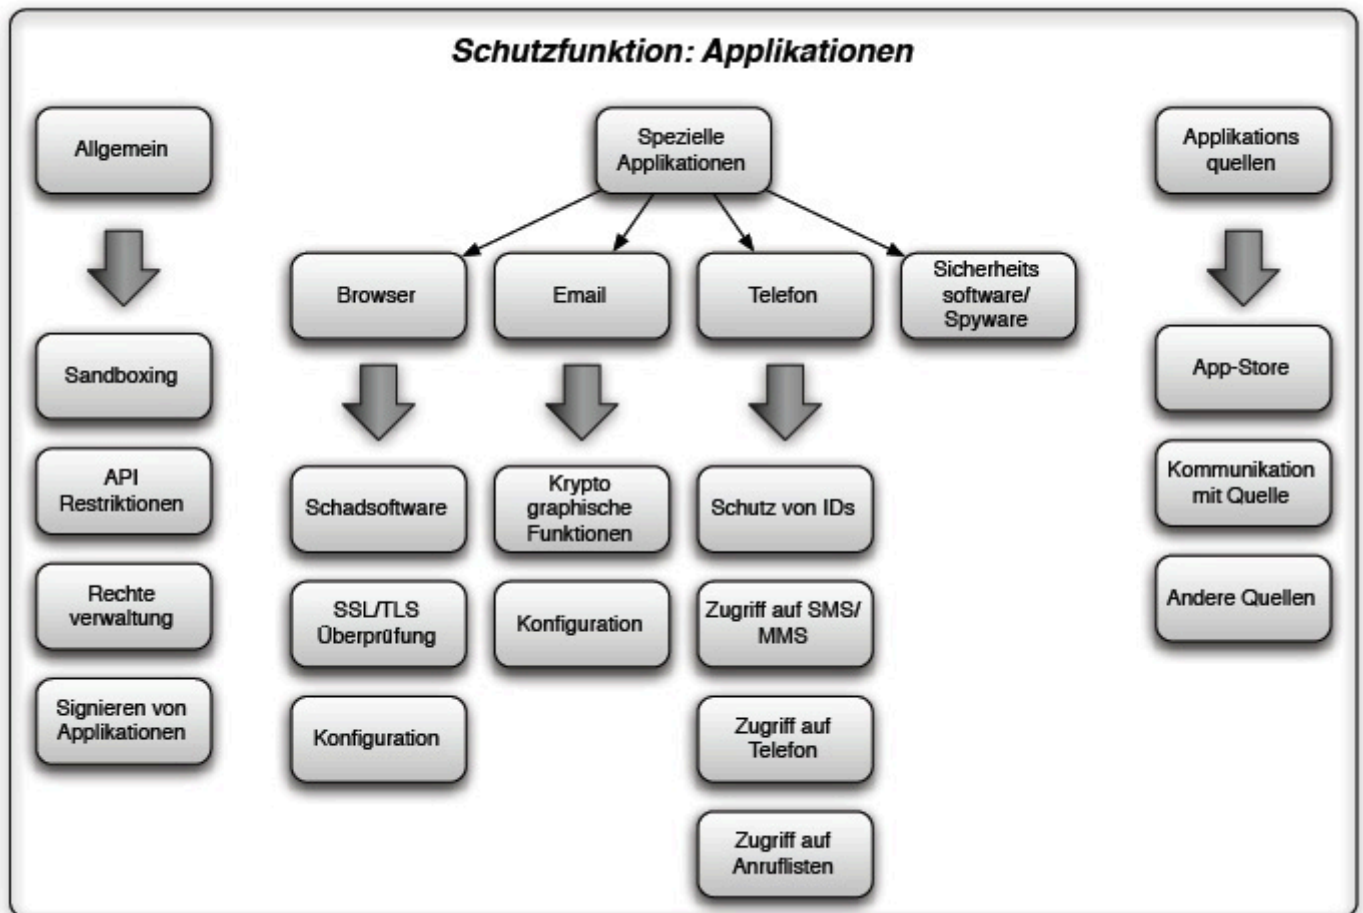 Schutzfunktion: Applikationen
Allgemein
Sandboxing
API
Restriktionen
Rechte
verwaltung
Signieren von
Applikationen
Spezielle
Applikationen
Browser
Schadsoftware
SSL/TLS
Überprüfung
Konfiguration
Email
Krypto
graphische
Funktionen
Konfiguration
Telefon
Schutz von IDs
Zugriff auf SMS/
MMS
Zugriff auf
Telefon
Zugriff auf
Anruflisten
Sicherheits
software/
Spyware
Applikations
quellen
App-Store
Kommunikation
mit Quelle
Andere Quellen